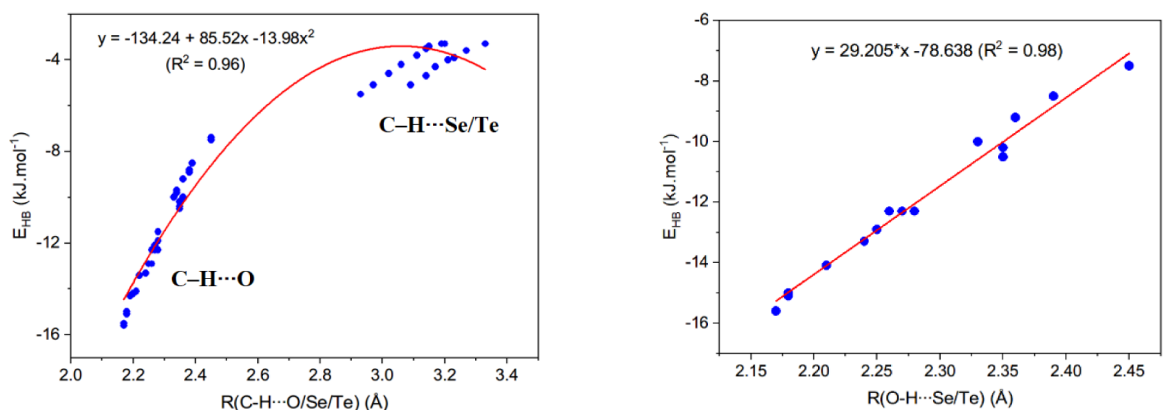 y = -134.24 + 85.52x -13.98x²
(R² = 0.96)
C–H···Se/Te
C–H···O
E_HB (kJ.mol⁻¹)
-4
-8
-12
-16
2.0 2.2 2.4 2.6 2.8 3.0 3.2 3.4
R(C-H···O/Se/Te) (Å)
y = 29.205*x -78.638 (R² = 0.98)
E_HB (kJ.mol⁻¹)
-6
-8
-10
-12
-14
-16
2.15 2.20 2.25 2.30 2.35 2.40 2.45
R(O-H···Se/Te) (Å)